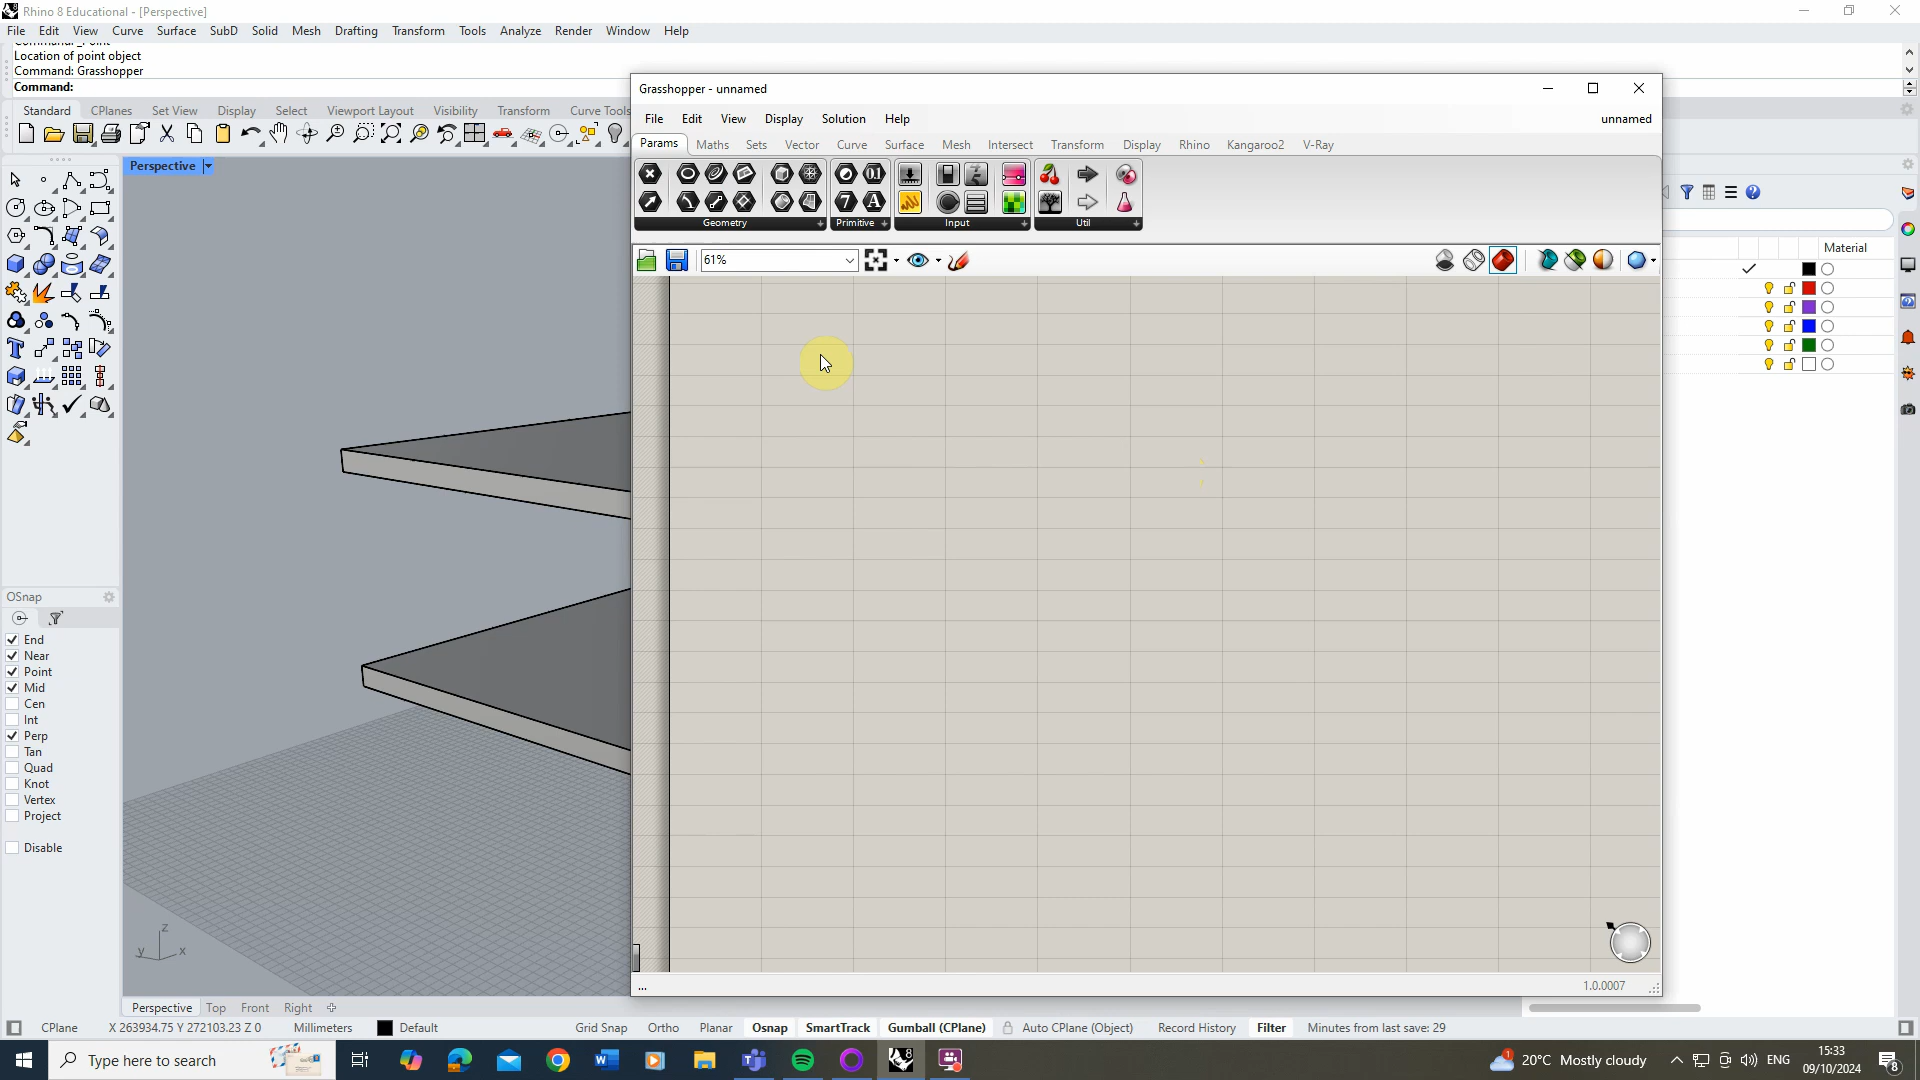 Rhino 8 Educational - [Perspective]
File Edit View Curve Surface SubD Solid Mesh Drafting Transform Tools Analyze Render Window Help
Location of point object
Command: Grasshopper
Command:
Standard CPlanes Set View Display Select Viewport Layout Visibility Transform Curve Tools
Perspective
Grasshopper - unnamed
File Edit View Display Solution Help unnamed
Params Maths Sets Vector Curve Surface Mesh Intersect Transform Display Rhino Kangaroo2 V-Ray
Geometry Primitive Input Util
61%
Material
OSnap
End
Near
Point
Mid
Cen
Int
Perp
Tan
Quad
Knot
Vertex
Project
Disable
z
y x
...
1.0.0007
Perspective Top Front Right
CPlane X 263934.75 Y 272103.23 Z 0 Millimeters Default Grid Snap Ortho Planar Osnap SmartTrack Gumball (CPlane) Auto CPlane (Object) Record History Filter Minutes from last save: 29
Type here to search
20°C Mostly cloudy ENG
15:33
09/10/2024
8